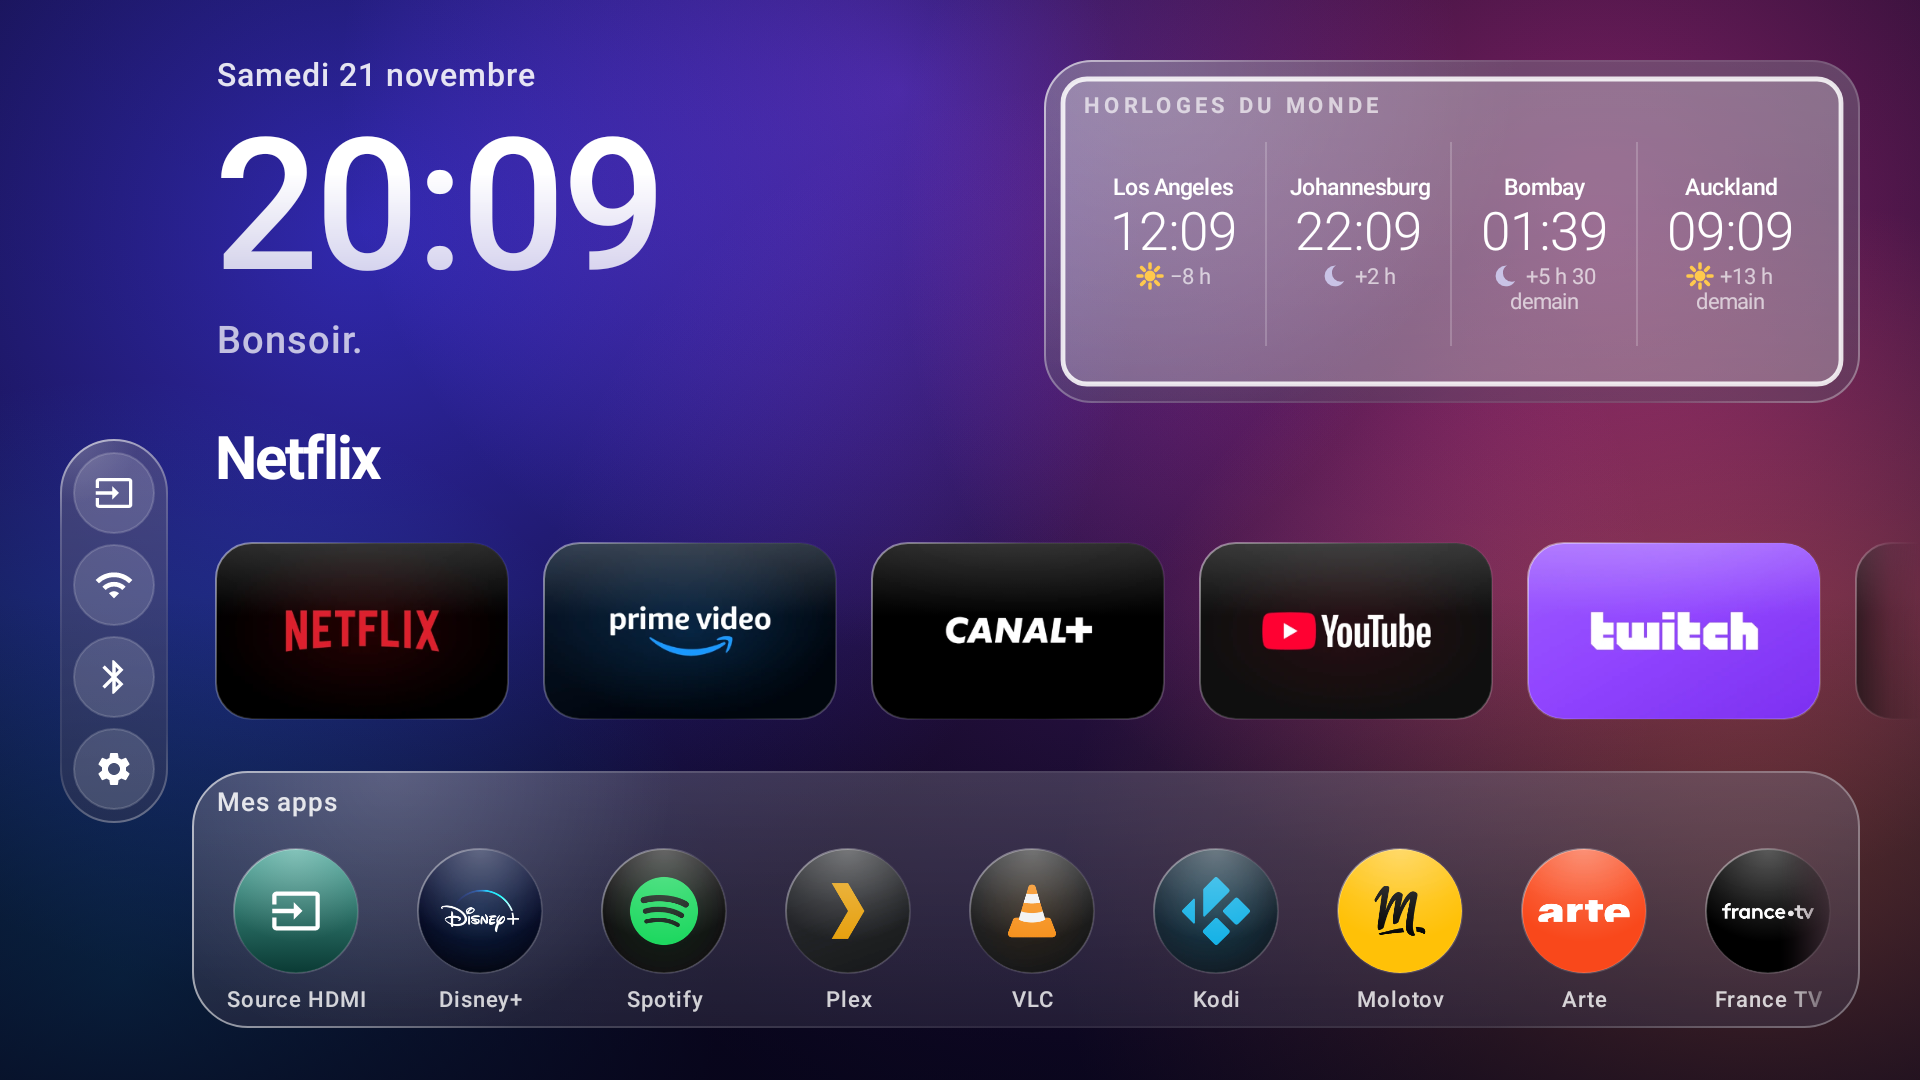 Samedi 21 novembre
20:09
Bonsoir.
HORLOGES DU MONDE
Los Angeles
12:09
−8 h
Johannesburg
22:09
+2 h
Bombay
01:39
+5 h 30
demain
Auckland
09:09
+13 h
demain
Netflix
NETFLIX
prime video
CANAL+
YouTube
twitch
Mes apps
Disney+
M.
arte
france•tv
Source HDMI
Disney+
Spotify
Plex
VLC
Kodi
Molotov
Arte
France TV